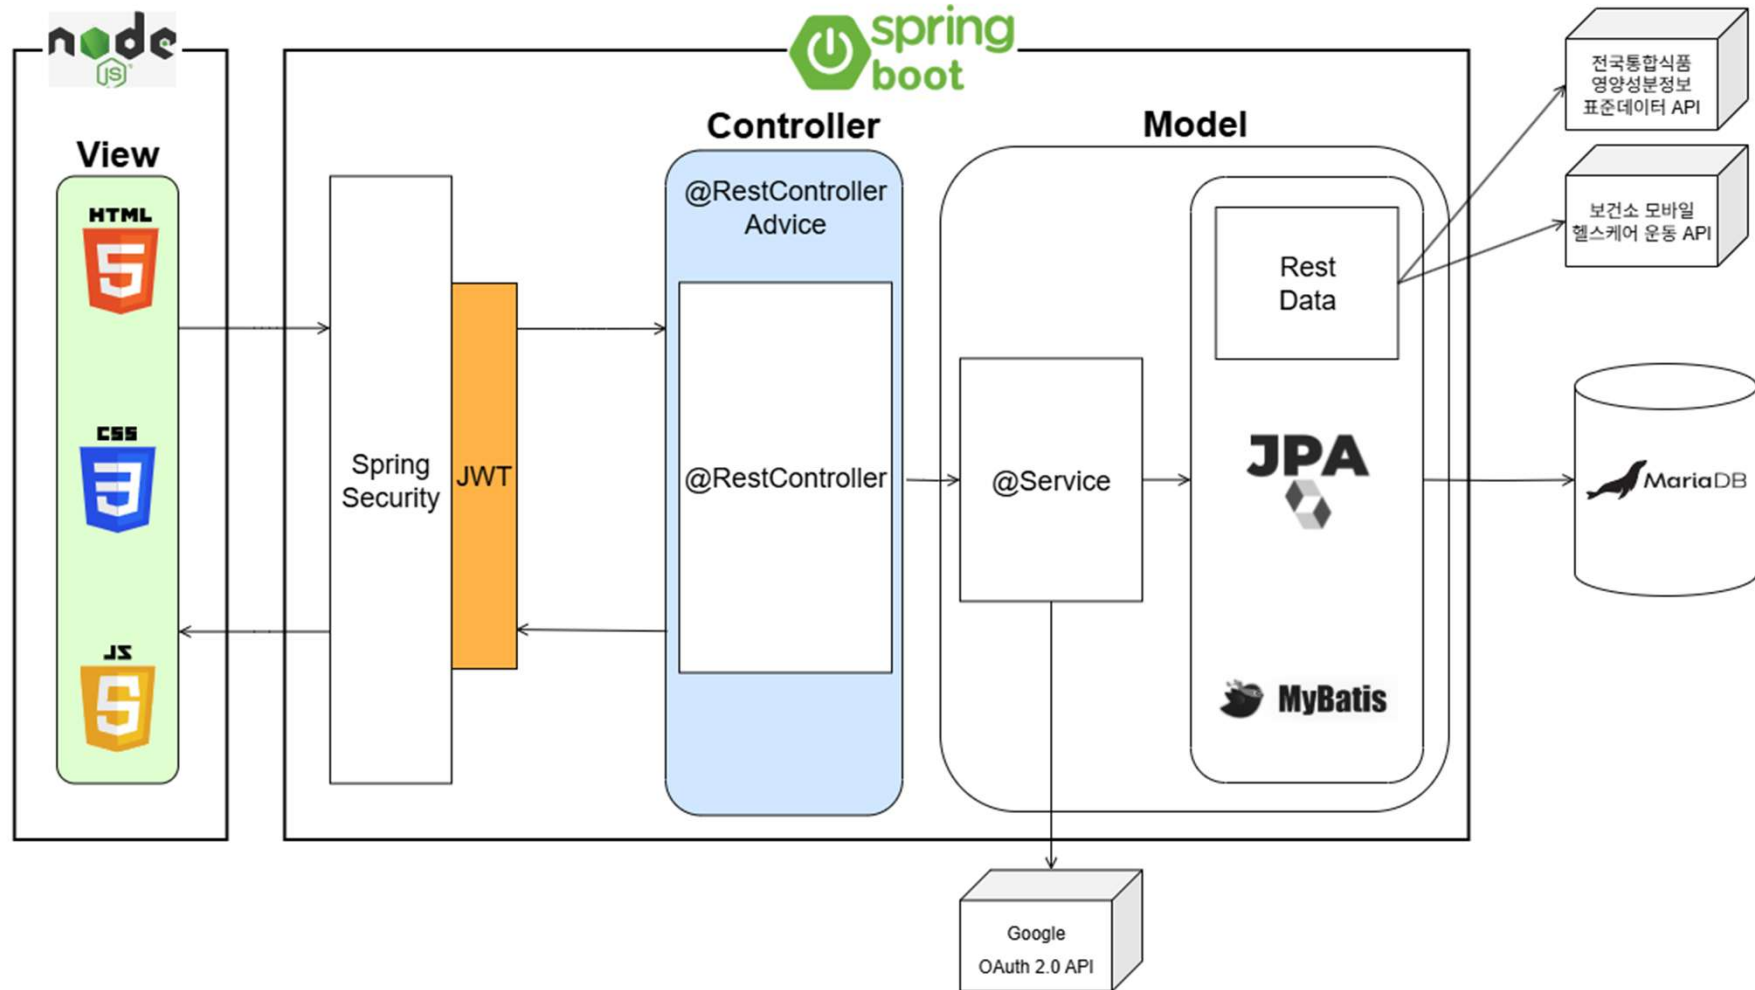 node
JS
spring
boot
View
HTML
5
CSS
3
JS
5
Spring
Security
JWT
Controller
@RestController
Advice
@RestController
Model
@Service
Rest
Data
JPA
MyBatis
전국통합식품
영양성분정보
표준데이터 API
보건소 모바일
헬스케어 운동 API
MariaDB
Google
OAuth 2.0 API